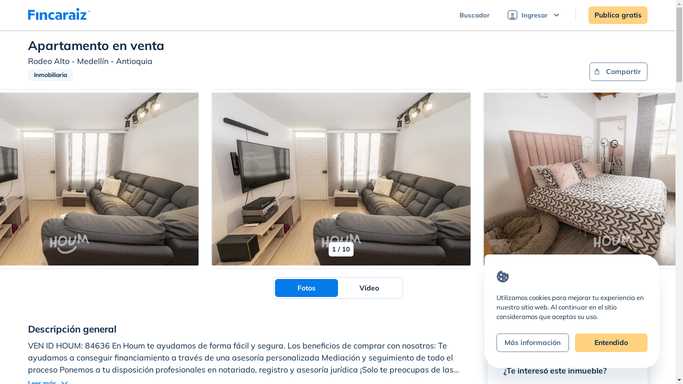 Fincaraiz
Buscador
Ingresar
Publica gratis
Apartamento en venta
Rodeo Alto - Medellín - Antioquia
Inmobiliaria
Compartir
HOUM
HOUM
HOUM
1 / 10
Fotos
Video
Utilizamos cookies para mejorar tu experiencia en
nuestro sitio web. Al continuar en el sitio
consideramos que aceptas su uso.
Más información
Entendido
Descripción general
VEN ID HOUM: 84636 En Houm te ayudamos de forma fácil y segura. Los beneficios de comprar con nosotros: Te
ayudamos a conseguir financiamiento a través de una asesoría personalizada Mediación y seguimiento de todo el
proceso Ponemos a tu disposición profesionales en notariado, registro y asesoría jurídica ¡Solo te preocupas de las...
Leer más
¿Te interesó este inmueble?